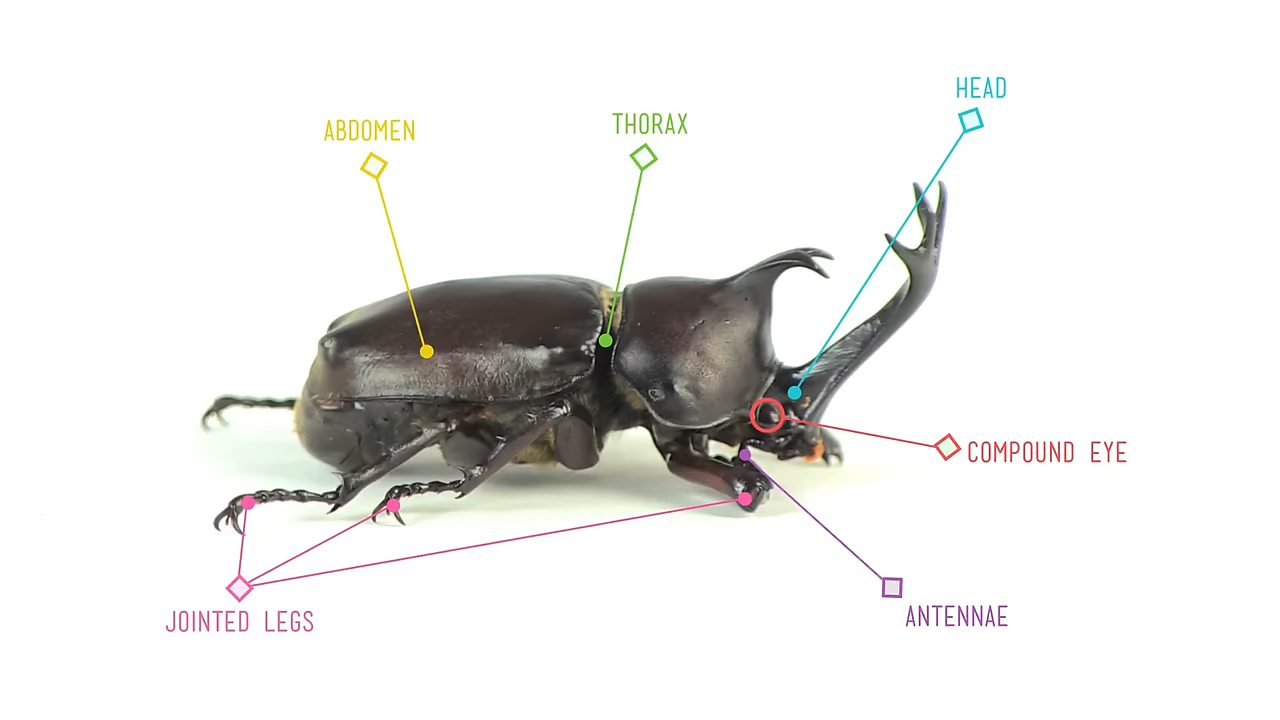 HEAD
ABDOMEN
THORAX
COMPOUND EYE
JOINTED LEGS
ANTENNAE